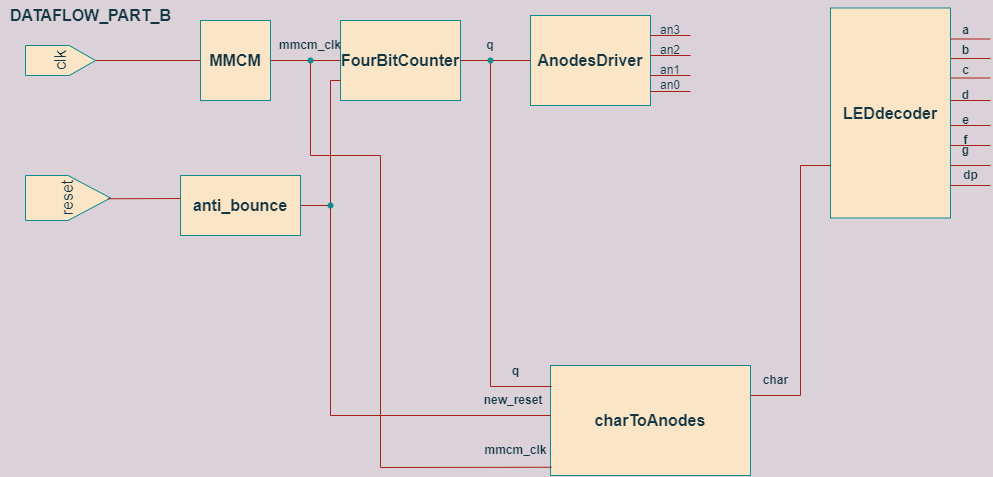 DATAFLOW_PART_B
clk
MMCM
mmcm_clk
FourBitCounter
q
AnodesDriver
an3
an2
an1
an0
LEDdecoder
a
b
c
d
e
f
g
dp
reset
anti_bounce
q
new_reset
mmcm_clk
charToAnodes
char